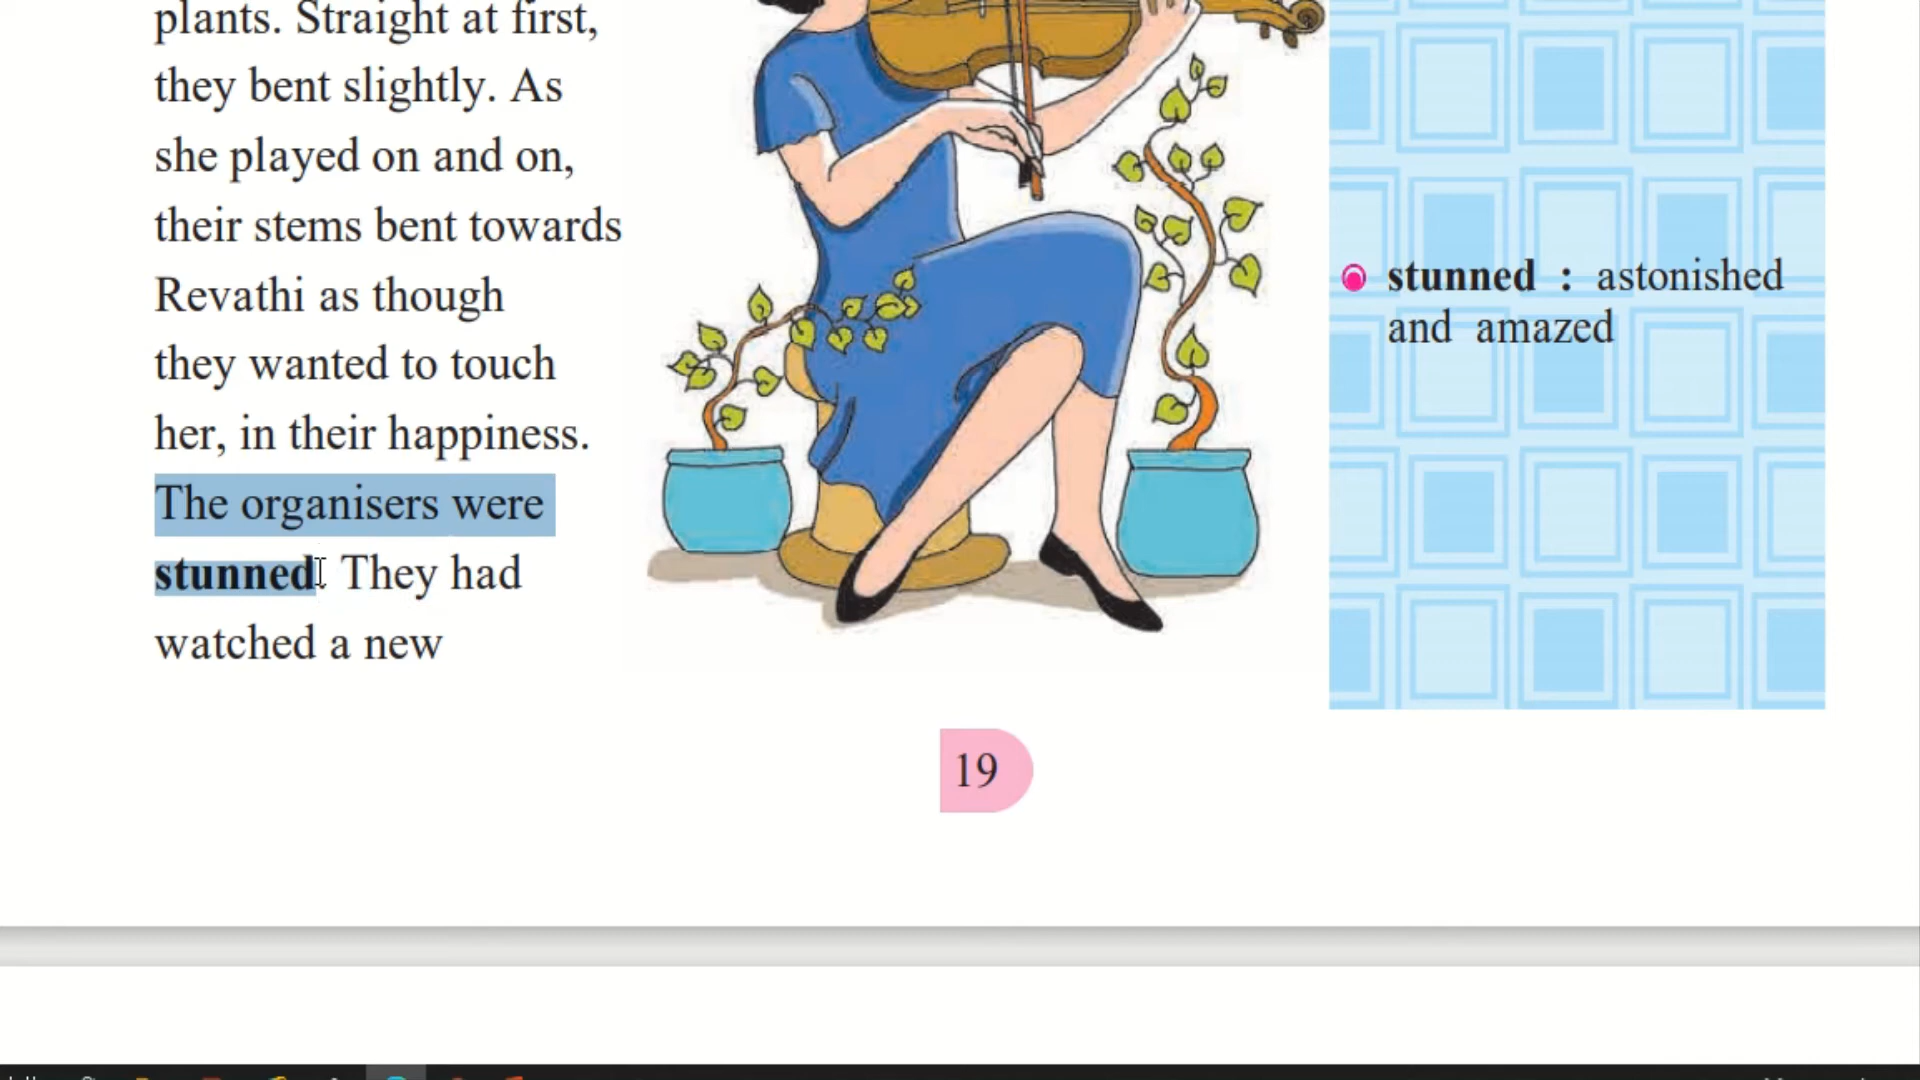 plants. Straight at first,
they bent slightly. As
she played on and on,
their stems bent towards
Revathi as though
they wanted to touch
her, in their happiness.
The organisers were
stunned. They had
watched a new
stunned : astonished
and amazed
19